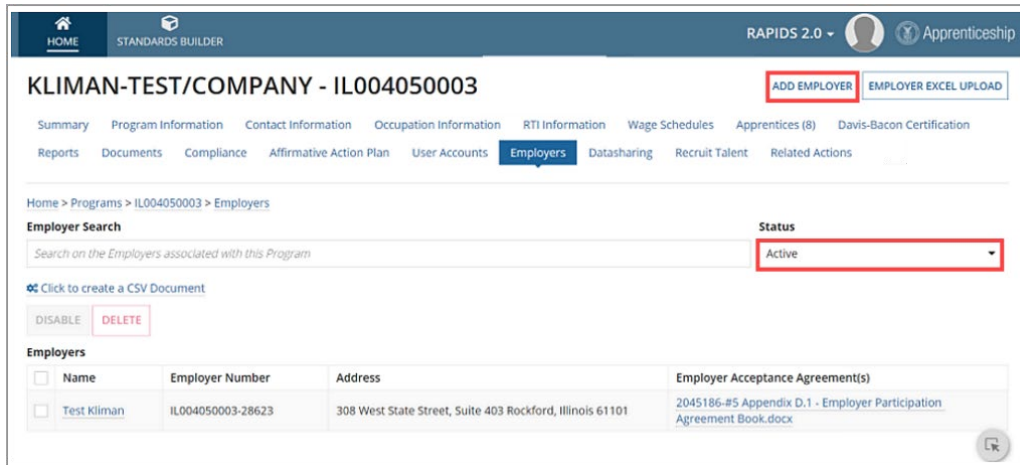 HOME
STANDARDS BUILDER
RAPIDS 2.0
Apprenticeship
KLIMAN-TEST/COMPANY - IL004050003
ADD EMPLOYER
EMPLOYER EXCEL UPLOAD
Summary Program Information Contact Information Occupation Information RTI Information Wage Schedules Apprentices (8) Davis-Bacon Certification
Reports Documents Compliance Affirmative Action Plan User Accounts Employers Datasharing Recruit Talent Related Actions
Home > Programs > IL004050003 > Employers
Employer Search
Status
Search on the Employers associated with this Program
Active
Click to create a CSV Document
DISABLE DELETE
Employers
Name Employer Number Address Employer Acceptance Agreement(s)
Test Kliman IL004050003-28623 308 West State Street, Suite 403 Rockford, Illinois 61101 2045186-#5 Appendix D.1 - Employer Participation
Agreement Book.docx